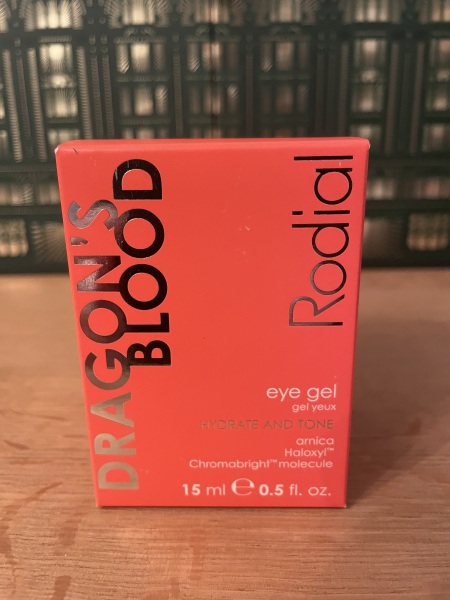 DRAGON'S
BLOOD
Rodial
eye gel
gel yeux
HYDRATE AND TONE
arnica
Haloxyl™
Chromabright™ molecule
15 ml ℮ 0.5 fl. oz.